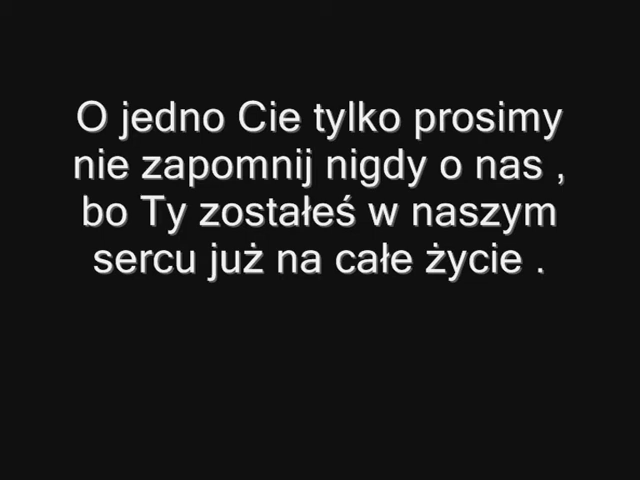 O jedno Cie tylko prosimy
nie zapomnij nigdy o nas ,
bo Ty zostałeś w naszym
sercu już na całe życie .